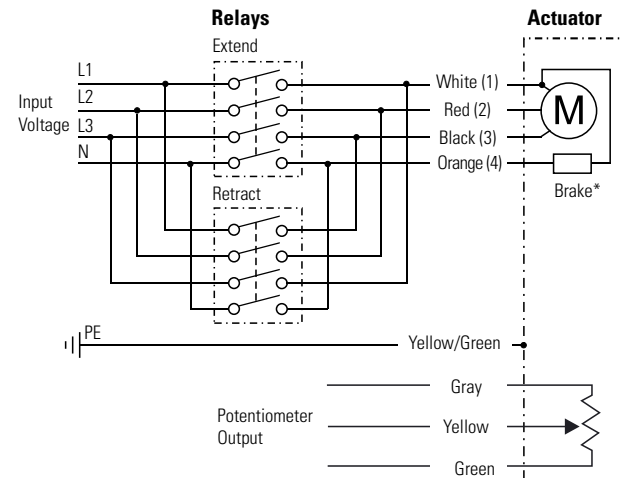 Relays
Actuator
Extend
L1
White (1)
Input
Voltage
L2
Red (2)
M
L3
Black (3)
N
Orange (4)
Brake*
Retract
PE
Yellow/Green
Gray
Potentiometer
Output
Yellow
Green